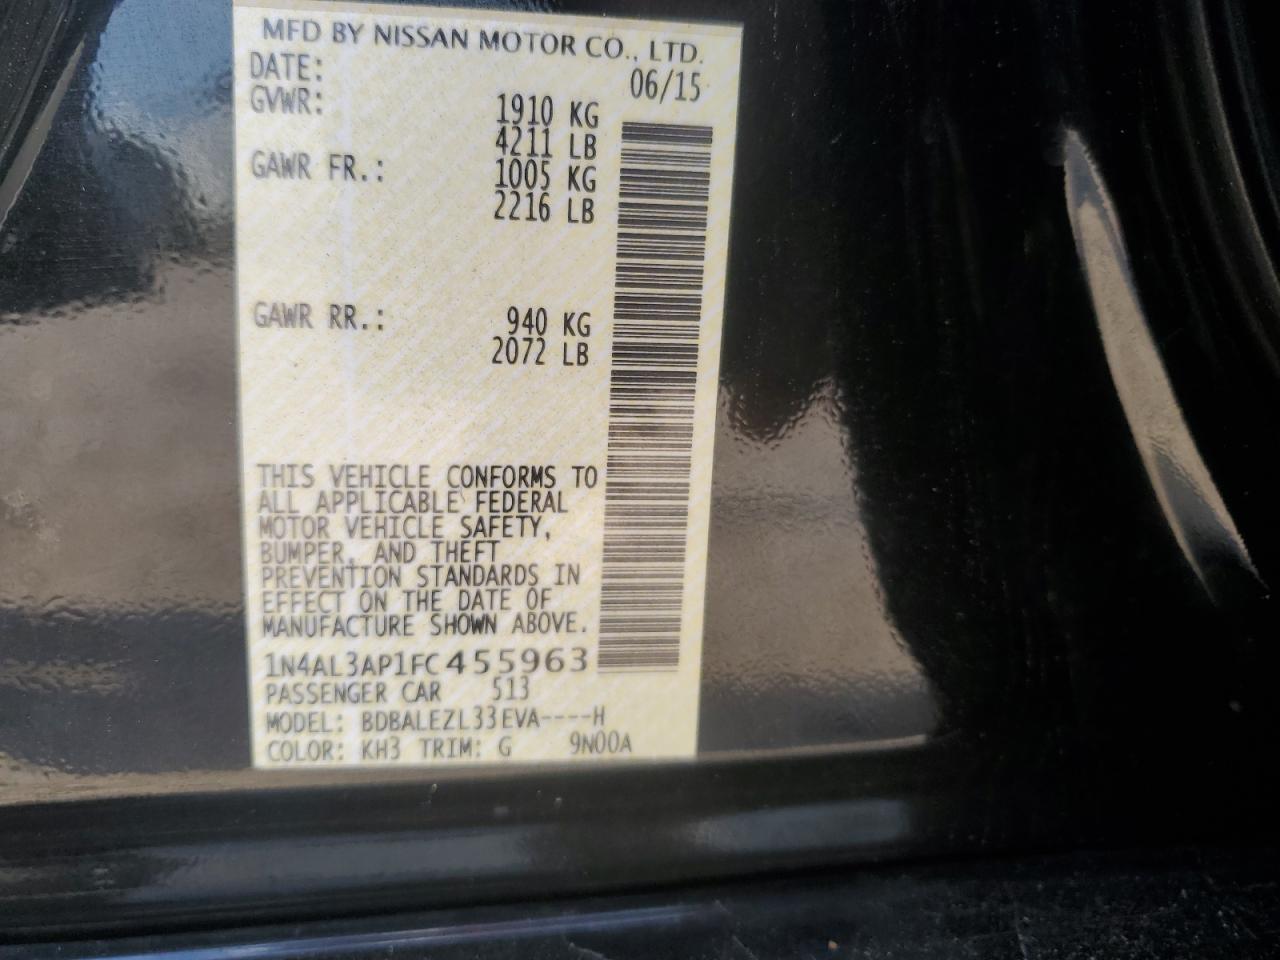 MFD BY NISSAN MOTOR CO., LTD.
DATE: 06/15
GVWR: 1910 KG
4211 LB
GAWR FR.: 1005 KG
2216 LB
GAWR RR.: 940 KG
2072 LB
THIS VEHICLE CONFORMS TO
ALL APPLICABLE FEDERAL
MOTOR VEHICLE SAFETY,
BUMPER, AND THEFT
PREVENTION STANDARDS IN
EFFECT ON THE DATE OF
MANUFACTURE SHOWN ABOVE.
1N4AL3AP1FC455963
PASSENGER CAR 513
MODEL: BDBALEZL33EVA----H
COLOR: KH3 TRIM: G 9N00A